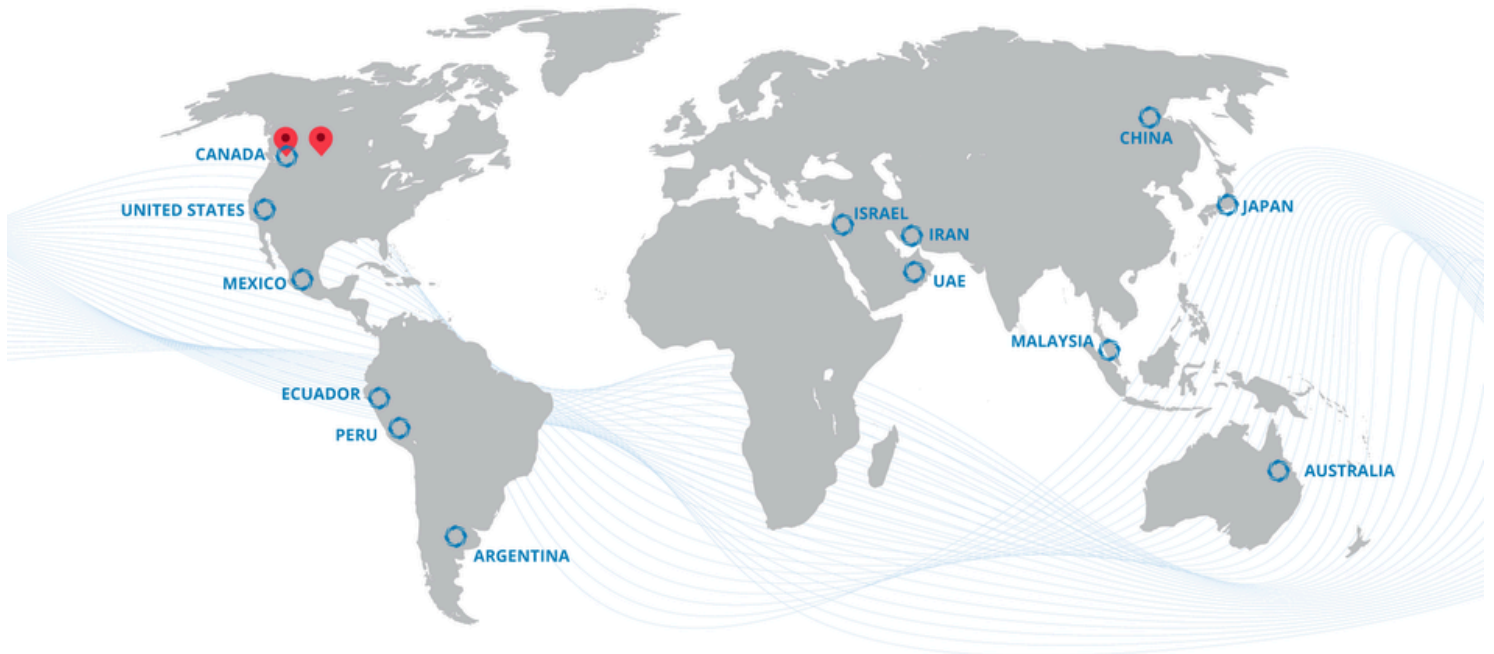 CHINA
CANADA
UNITED STATES
JAPAN
ISRAEL
IRAN
MEXICO
UAE
MALAYSIA
ECUADOR
PERU
AUSTRALIA
ARGENTINA